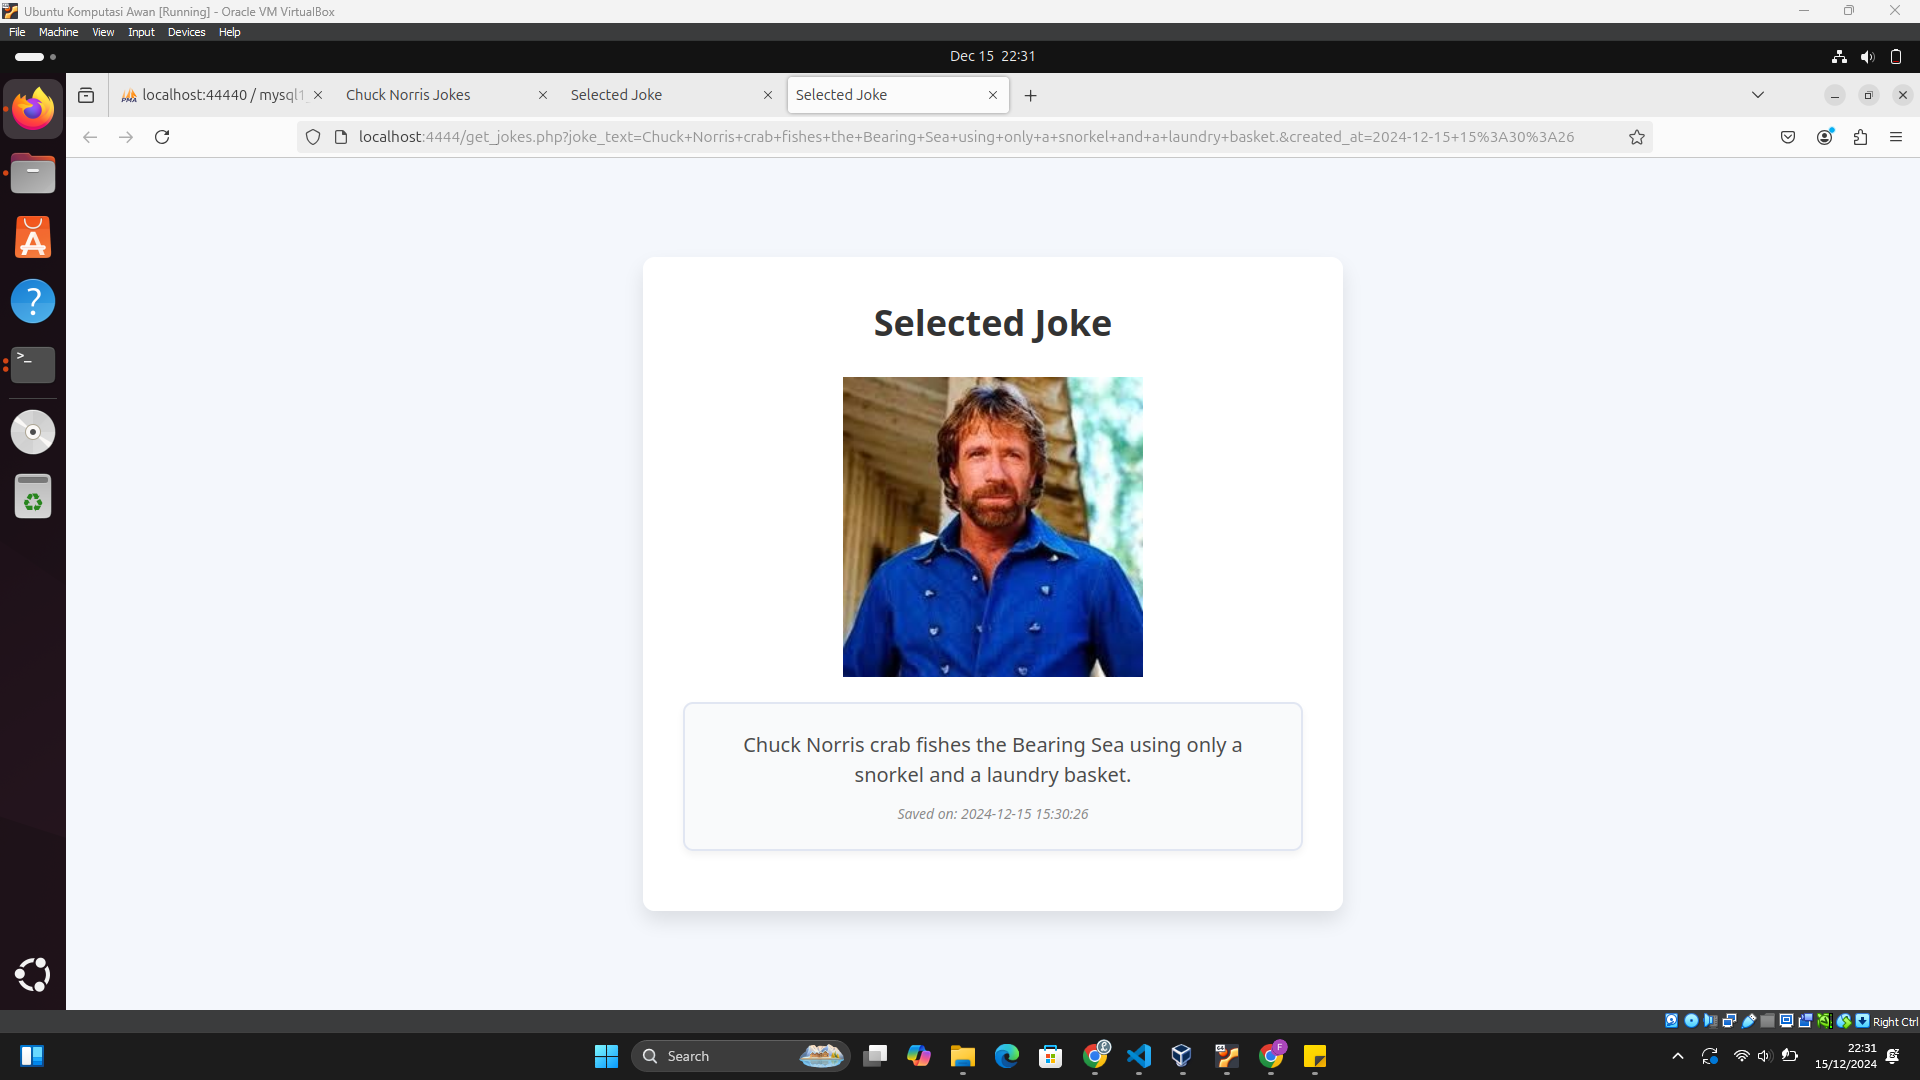 Ubuntu Komputasi Awan [Running] - Oracle VM VirtualBox
File Machine View Input Devices Help
Dec 15 22:31
localhost:44440 / mysql1
Chuck Norris Jokes
Selected Joke
Selected Joke
localhost:4444/get_jokes.php?joke_text=Chuck+Norris+crab+fishes+the+Bearing+Sea+using+only+a+snorkel+and+a+laundry+basket.&created_at=2024-12-15+15%3A30%3A26
Selected Joke
Chuck Norris crab fishes the Bearing Sea using only a
snorkel and a laundry basket.
Saved on: 2024-12-15 15:30:26
Right Ctrl
Search
22:31
15/12/2024